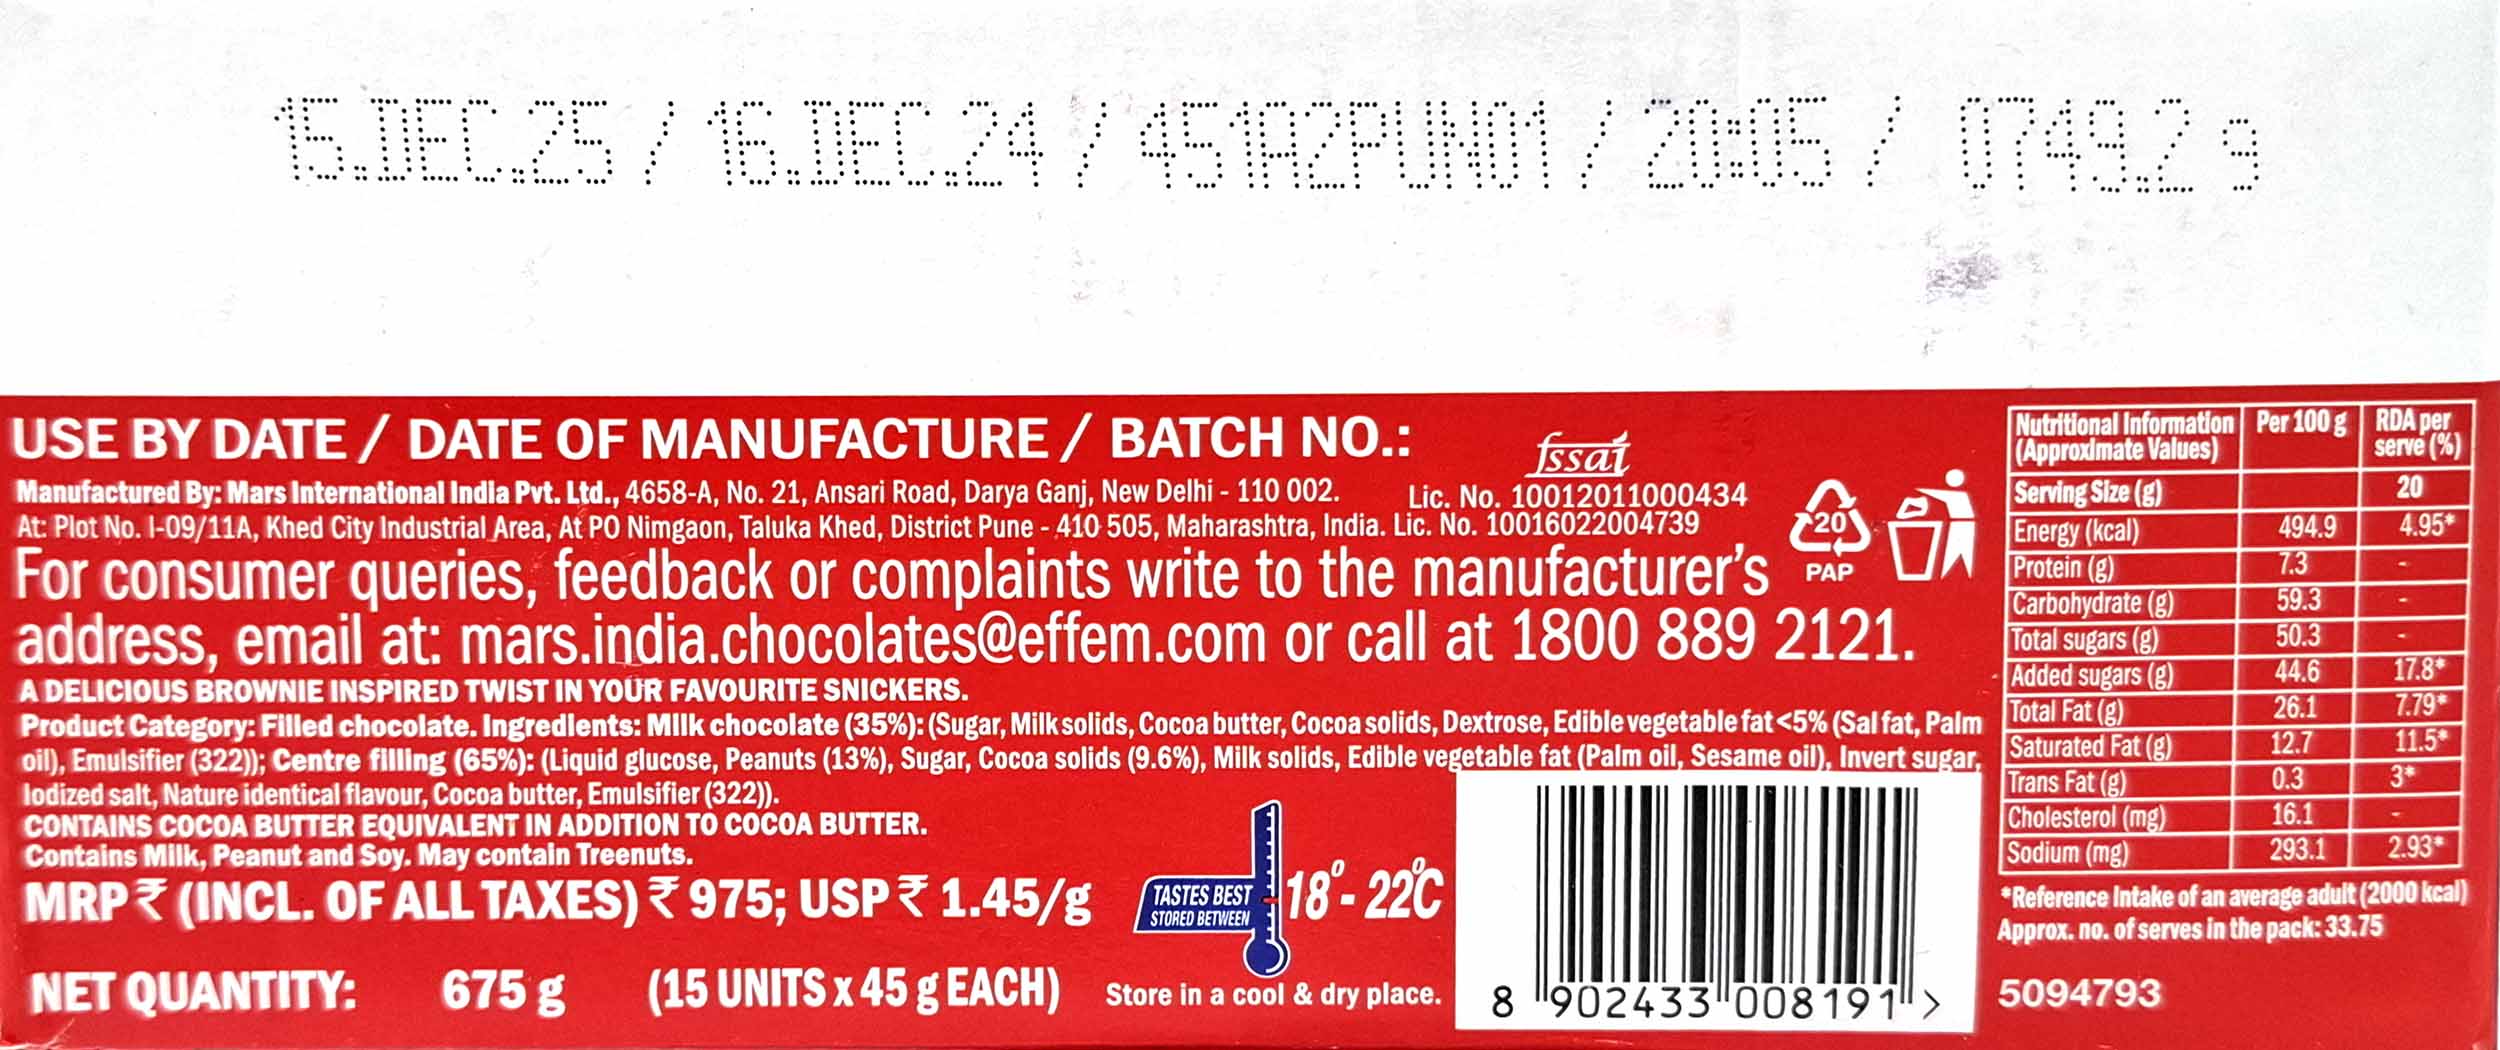 15.DEC.25 / 16.DEC.24 / 451A2PUN01 / 20:05 / 0749.2 g
USE BY DATE / DATE OF MANUFACTURE / BATCH NO.:
fssai
Manufactured By: Mars International India Pvt. Ltd., 4658-A, No. 21, Ansari Road, Darya Ganj, New Delhi - 110 002. Lic. No. 10012011000434
At: Plot No. I-09/11A, Khed City Industrial Area, At PO Nimgaon, Taluka Khed, District Pune - 410 505, Maharashtra, India. Lic. No. 10016022004739
20
PAP
For consumer queries, feedback or complaints write to the manufacturer's
address, email at: mars.india.chocolates@effem.com or call at 1800 889 2121.
A DELICIOUS BROWNIE INSPIRED TWIST IN YOUR FAVOURITE SNICKERS.
Product Category: Filled chocolate. Ingredients: Milk chocolate (35%): (Sugar, Milk solids, Cocoa butter, Cocoa solids, Dextrose, Edible vegetable fat <5% (Sal fat, Palm
oil), Emulsifier (322)); Centre filling (65%): (Liquid glucose, Peanuts (13%), Sugar, Cocoa solids (9.6%), Milk solids, Edible vegetable fat (Palm oil, Sesame oil), Invert sugar,
Iodized salt, Nature identical flavour, Cocoa butter, Emulsifier (322)).
CONTAINS COCOA BUTTER EQUIVALENT IN ADDITION TO COCOA BUTTER.
Contains Milk, Peanut and Soy. May contain Treenuts.
MRP ₹ (INCL. OF ALL TAXES) ₹ 975; USP ₹ 1.45/g
NET QUANTITY: 675 g (15 UNITS x 45 g EACH)
TASTES BEST
STORED BETWEEN
18° - 22°C
Store in a cool & dry place.
8 902433 008191 >
Nutritional Information (Approximate Values) Per 100 g RDA per serve (%)
Serving Size (g) 20
Energy (kcal) 494.9 4.95*
Protein (g) 7.3 -
Carbohydrate (g) 59.3 -
Total sugars (g) 50.3 -
Added sugars (g) 44.6 17.8*
Total Fat (g) 26.1 7.79*
Saturated Fat (g) 12.7 11.5*
Trans Fat (g) 0.3 3*
Cholesterol (mg) 16.1 -
Sodium (mg) 293.1 2.93*
*Reference Intake of an average adult (2000 kcal)
Approx. no. of serves in the pack: 33.75
5094793